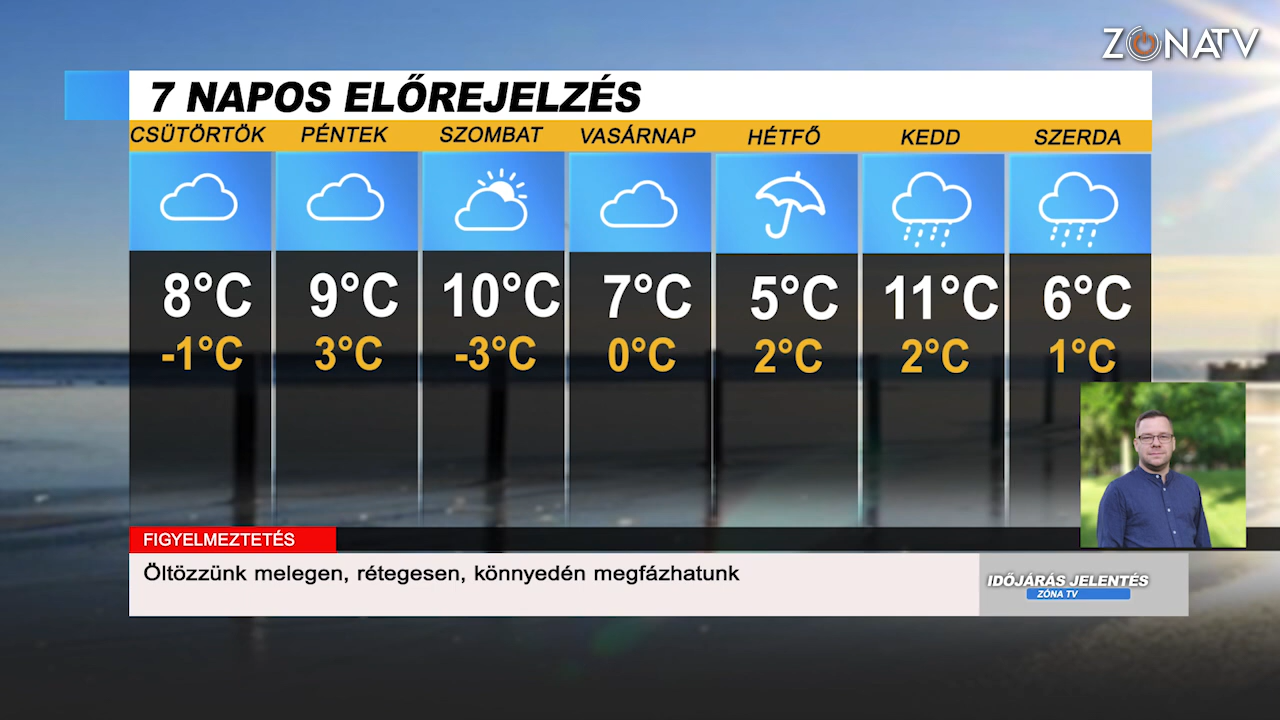 ZONATV
7 NAPOS ELŐREJELZÉS
CSÜTÖRTÖK PÉNTEK SZOMBAT VASÁRNAP HÉTFŐ KEDD SZERDA
8°C 9°C 10°C 7°C 5°C 11°C 6°C
-1°C 3°C -3°C 0°C 2°C 2°C 1°C
FIGYELMEZTETÉS
Öltözzünk melegen, rétegesen, könnyedén megfázhatunk
IDŐJÁRÁS JELENTÉS
ZÓNA TV